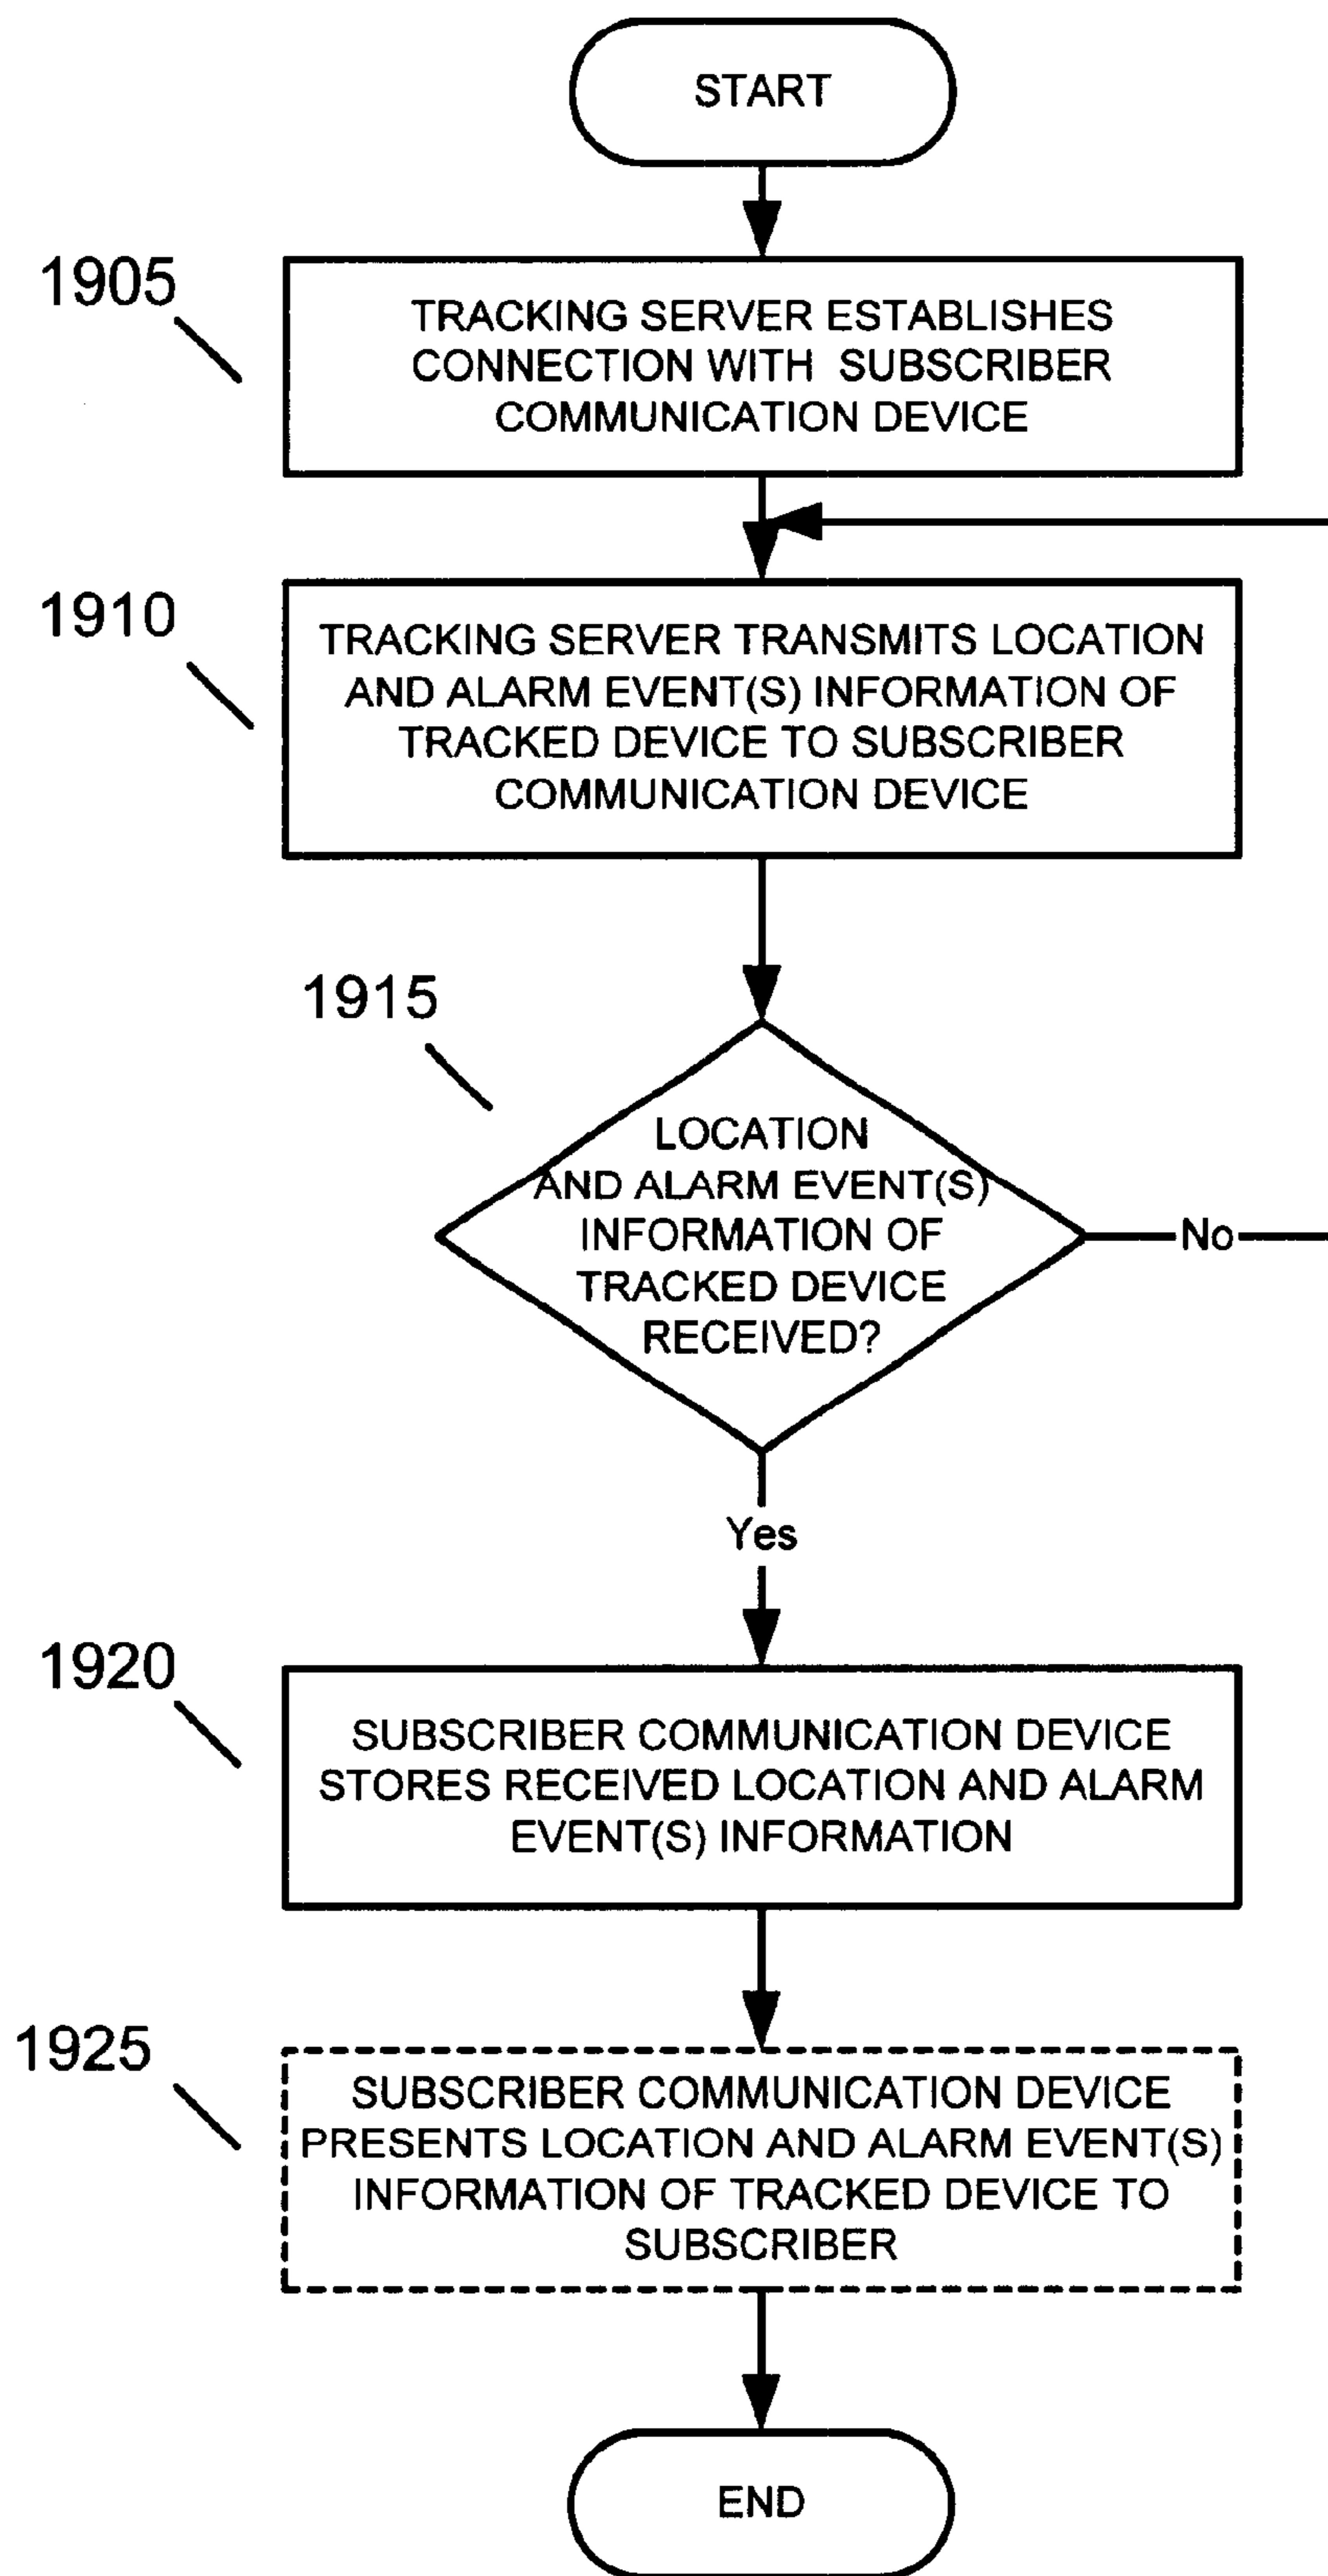 START
1905
TRACKING SERVER ESTABLISHES
CONNECTION WITH SUBSCRIBER
COMMUNICATION DEVICE
1910
TRACKING SERVER TRANSMITS LOCATION
AND ALARM EVENT(S) INFORMATION OF
TRACKED DEVICE TO SUBSCRIBER
COMMUNICATION DEVICE
1915
LOCATION
AND ALARM EVENT(S)
INFORMATION OF
TRACKED DEVICE
RECEIVED?
No
Yes
1920
SUBSCRIBER COMMUNICATION DEVICE
STORES RECEIVED LOCATION AND ALARM
EVENT(S) INFORMATION
1925
SUBSCRIBER COMMUNICATION DEVICE
PRESENTS LOCATION AND ALARM EVENT(S)
INFORMATION OF TRACKED DEVICE TO
SUBSCRIBER
END